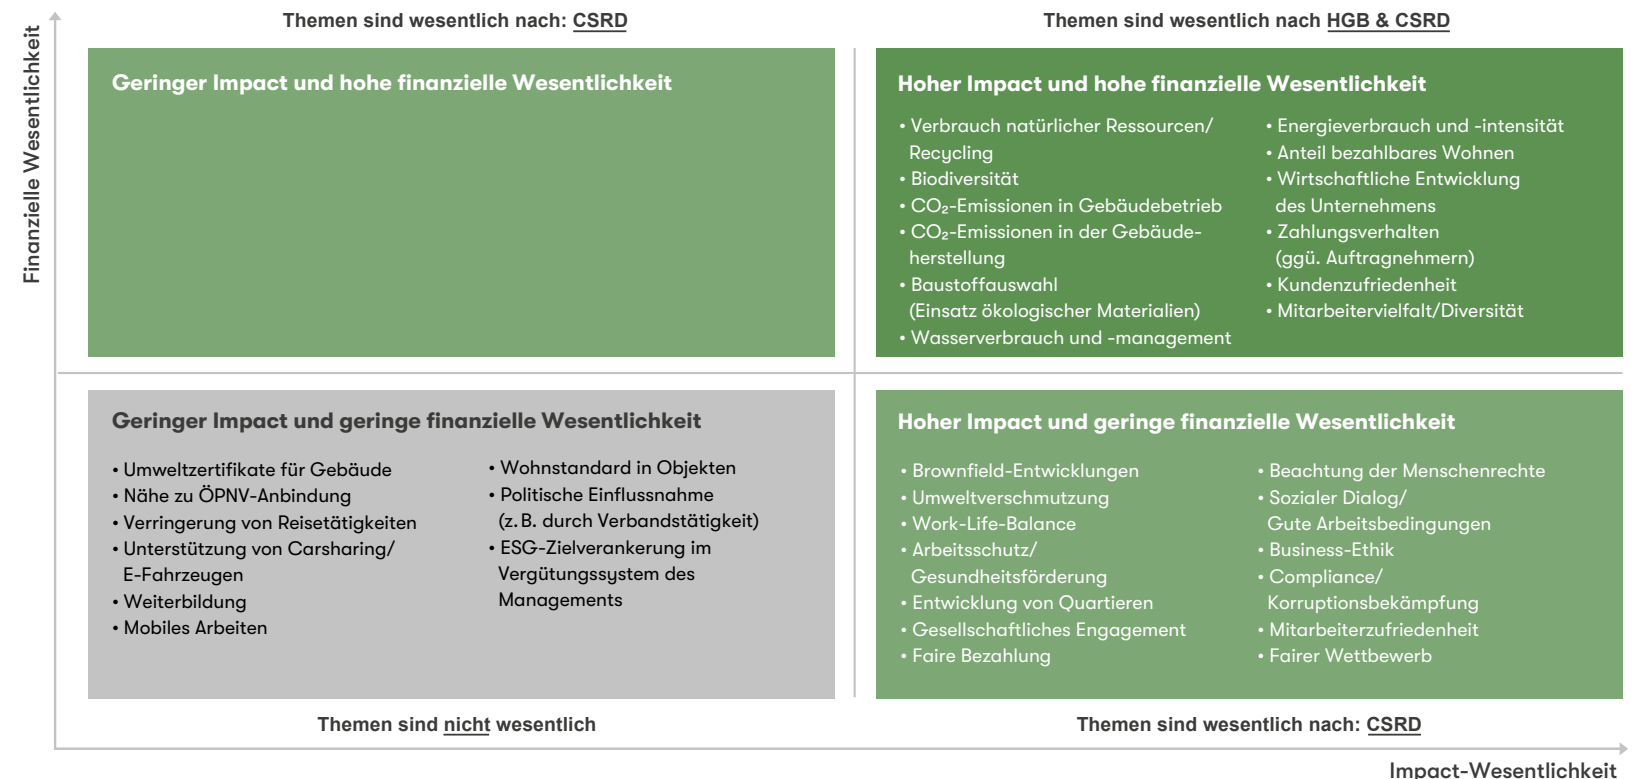 Finanzielle Wesentlichkeit
Themen sind wesentlich nach: CSRD
Geringer Impact und hohe finanzielle Wesentlichkeit
Themen sind wesentlich nach HGB & CSRD
Hoher Impact und hohe finanzielle Wesentlichkeit
• Verbrauch natürlicher Ressourcen/
Recycling
• Biodiversität
• CO₂-Emissionen in Gebäudebetrieb
• CO₂-Emissionen in der Gebäude-
herstellung
• Baustoffauswahl
(Einsatz ökologischer Materialien)
• Wasserverbrauch und -management
• Energieverbrauch und -intensität
• Anteil bezahlbares Wohnen
• Wirtschaftliche Entwicklung
des Unternehmens
• Zahlungsverhalten
(ggü. Auftragnehmern)
• Kundenzufriedenheit
• Mitarbeitervielfalt/Diversität
Geringer Impact und geringe finanzielle Wesentlichkeit
• Umweltzertifikate für Gebäude
• Nähe zu ÖPNV-Anbindung
• Verringerung von Reisetätigkeiten
• Unterstützung von Carsharing/
E-Fahrzeugen
• Weiterbildung
• Mobiles Arbeiten
• Wohnstandard in Objekten
• Politische Einflussnahme
(z. B. durch Verbandstätigkeit)
• ESG-Zielverankerung im
Vergütungssystem des
Managements
Themen sind nicht wesentlich
Hoher Impact und geringe finanzielle Wesentlichkeit
• Brownfield-Entwicklungen
• Umweltverschmutzung
• Work-Life-Balance
• Arbeitsschutz/
Gesundheitsförderung
• Entwicklung von Quartieren
• Gesellschaftliches Engagement
• Faire Bezahlung
• Beachtung der Menschenrechte
• Sozialer Dialog/
Gute Arbeitsbedingungen
• Business-Ethik
• Compliance/
Korruptionsbekämpfung
• Mitarbeiterzufriedenheit
• Fairer Wettbewerb
Themen sind wesentlich nach: CSRD
Impact-Wesentlichkeit